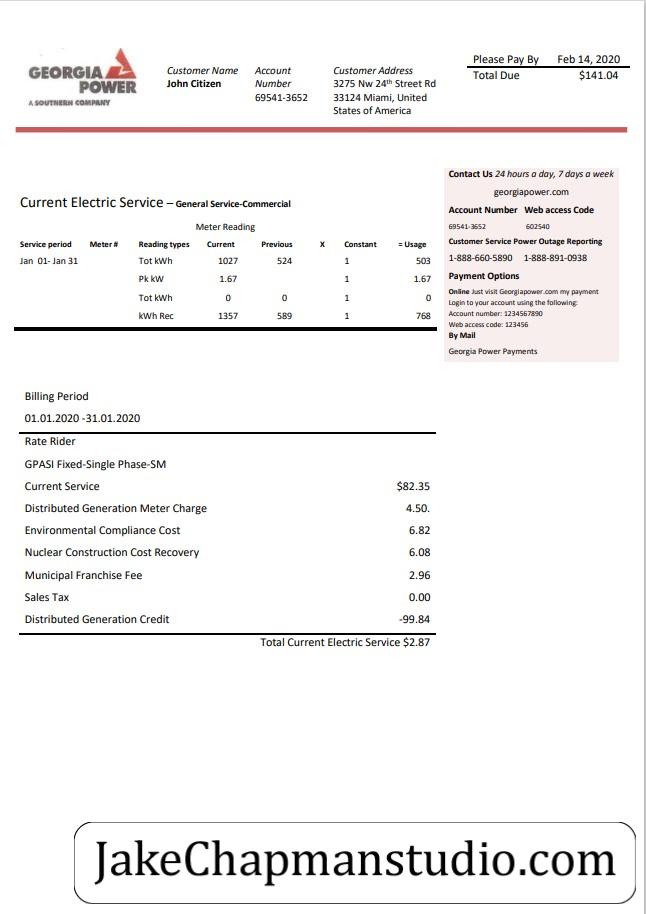 GEORGIA
POWER
A SOUTHERN COMPANY
Customer Name
John Citizen
Account
Number
69541-3652
Customer Address
3275 Nw 24th Street Rd
33124 Miami, United
States of America
Please Pay By Feb 14, 2020
Total Due $141.04
Contact Us 24 hours a day, 7 days a week
georgiapower.com
Account Number Web access Code
69541-3652 602540
Customer Service Power Outage Reporting
1-888-660-5890 1-888-891-0938
Payment Options
Online Just visit Georgiapower.com my payment
Login to your account using the following:
Account number: 1234567890
Web access code: 123456
By Mail
Georgia Power Payments
Current Electric Service – General Service-Commercial
Meter Reading
Service period Meter # Reading types Current Previous X Constant = Usage
Jan 01- Jan 31 Tot kWh 1027 524 1 503
Pk kW 1.67 1 1.67
Tot kWh 0 0 1 0
kWh Rec 1357 589 1 768
Billing Period
01.01.2020 -31.01.2020
Rate Rider
GPASI Fixed-Single Phase-SM
Current Service $82.35
Distributed Generation Meter Charge 4.50.
Environmental Compliance Cost 6.82
Nuclear Construction Cost Recovery 6.08
Municipal Franchise Fee 2.96
Sales Tax 0.00
Distributed Generation Credit -99.84
Total Current Electric Service $2.87
JakeChapmanstudio.com